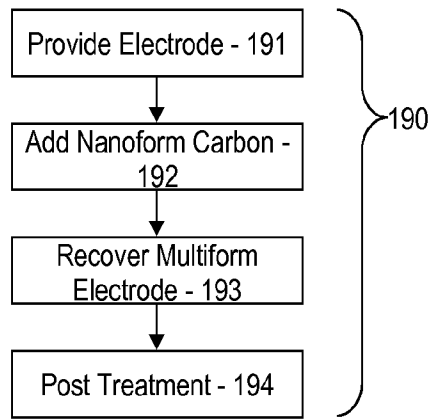 Provide Electrode - 191
Add Nanoform Carbon -
192
190
Recover Multiform
Electrode - 193
Post Treatment - 194